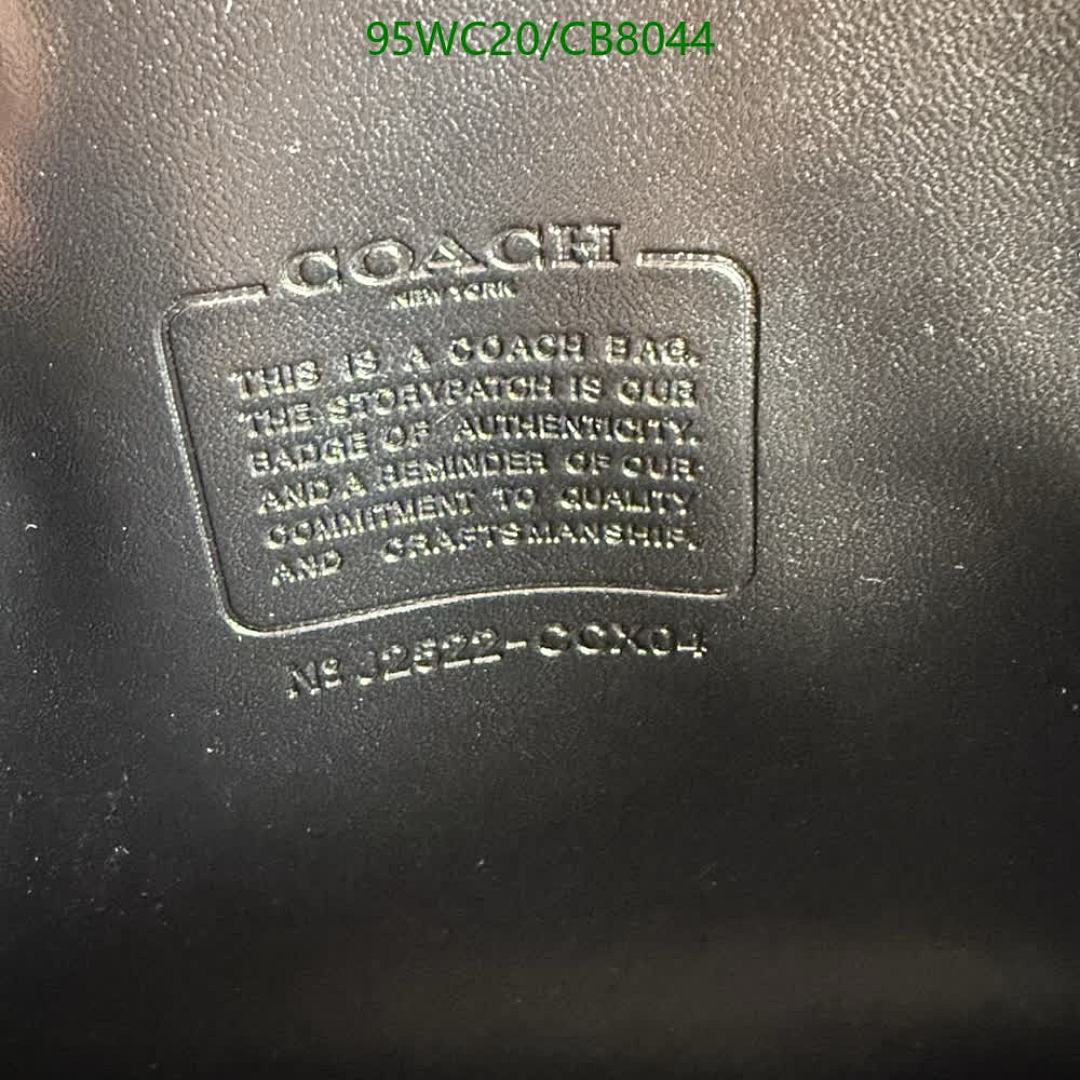 95WC20/CB8044
COACH
NEW YORK
THIS IS A COACH BAG.
THE STORYPATCH IS OUR
BADGE OF AUTHENTICITY.
AND A REMINDER OF OUR
COMMITMENT TO QUALITY
AND CRAFTSMANSHIP.
Nº J2522-CCX04